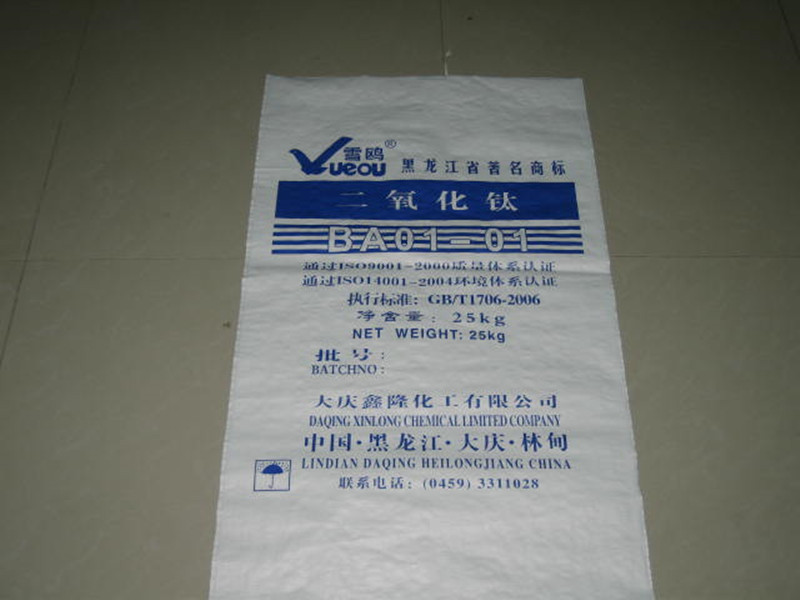 雪鸥®
Yueou
黑龙江省著名商标
二氧化钛
BA01-01
通过ISO9001-2000质量体系认证
通过ISO14001-2004环境体系认证
执行标准：GB/T1706-2006
净含量：25kg
NET WEIGHT: 25kg
批号：
BATCHNO：
大庆鑫隆化工有限公司
DAQING XINLONG CHEMICAL LIMITED COMPANY
中国·黑龙江·大庆·林甸
LINDIAN DAQING HEILONGJIANG CHINA
联系电话：(0459) 3311028